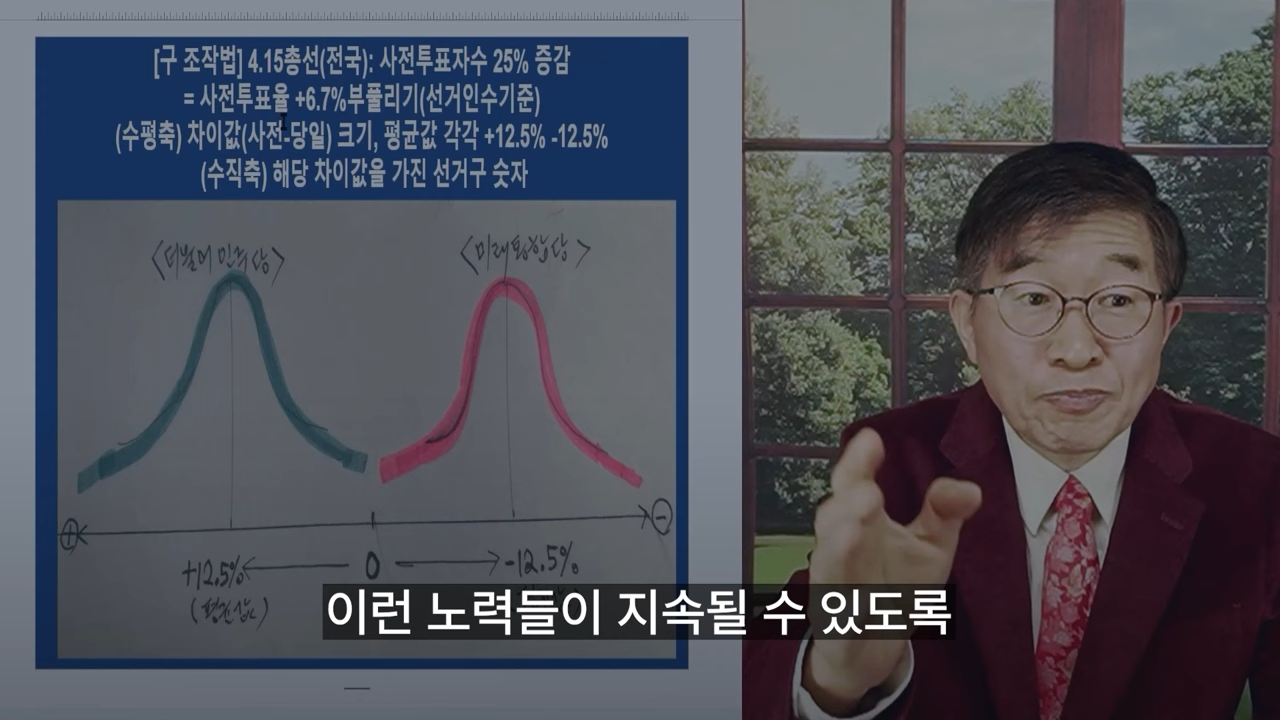 [구 조작법] 4.15총선(전국): 사전투표자수 25% 증감
= 사전투표율 +6.7%부풀리기(선거인수기준)
(수평축) 차이값(사전-당일) 크기, 평균값 각각 +12.5% -12.5%
(수직축) 해당 차이값을 가진 선거구 숫자
<더불어민주당>
<미래통합당>
+
-
+12.5%
0
-12.5%
(평균값)
이런 노력들이 지속될 수 있도록